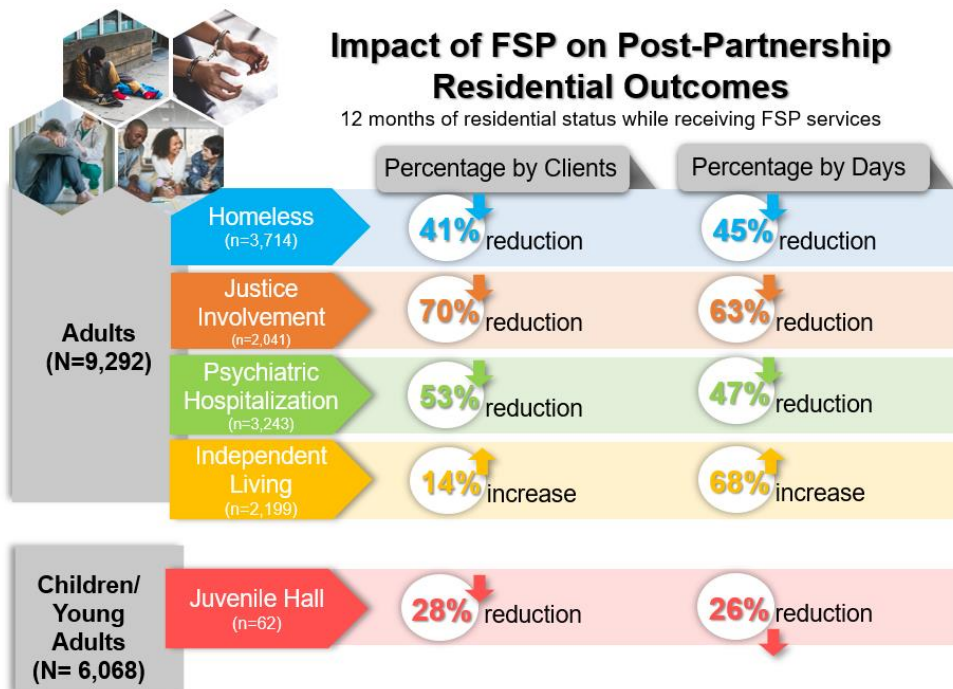 Impact of FSP on Post-Partnership
Residential Outcomes
12 months of residential status while receiving FSP services
Percentage by Clients
Percentage by Days
Adults
(N=9,292)
Homeless
(n=3,714)
41% reduction
45% reduction
Justice
Involvement
(n=2,041)
70% reduction
63% reduction
Psychiatric
Hospitalization
(n=3,243)
53% reduction
47% reduction
Independent
Living
(n=2,199)
14% increase
68% increase
Children/
Young
Adults
(N= 6,068)
Juvenile Hall
(n=62)
28% reduction
26% reduction